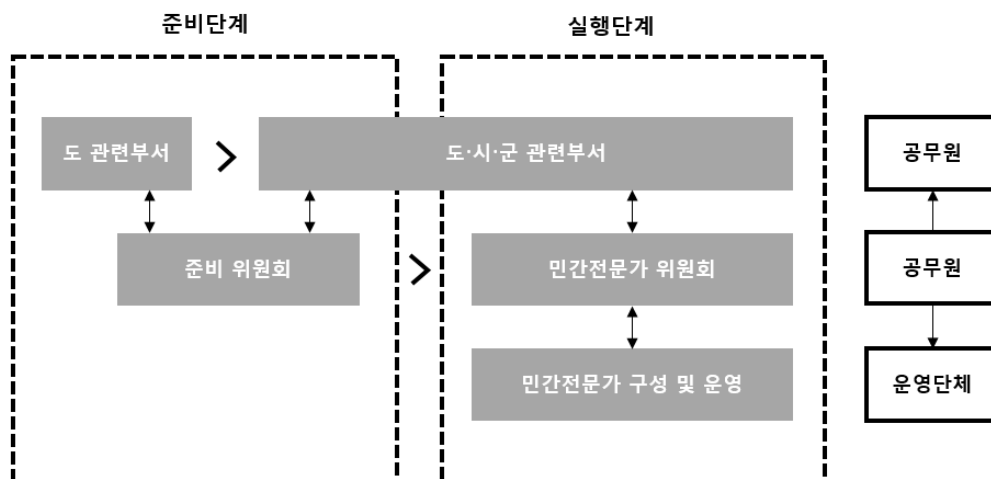 준비단계
실행단계
도 관련부서
>
도·시·군 관련부서
공무원
준비 위원회
>
민간전문가 위원회
공무원
민간전문가 구성 및 운영
운영단체